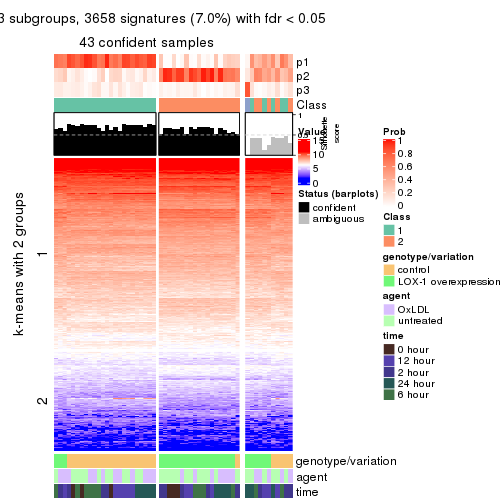 3 subgroups, 3658 signatures (7.0%) with fdr < 0.05
43 confident samples
p1
p2
p3
Class
1
0.5
Silhouette
score
k-means with 2 groups
1
2
Value
15
10
5
0
Status (barplots)
confident
ambiguous
Prob
1
0.8
0.6
0.4
0.2
0
Class
1
2
genotype/variation
control
LOX-1 overexpression
agent
OxLDL
untreated
time
0 hour
12 hour
2 hour
24 hour
6 hour
genotype/variation
agent
time